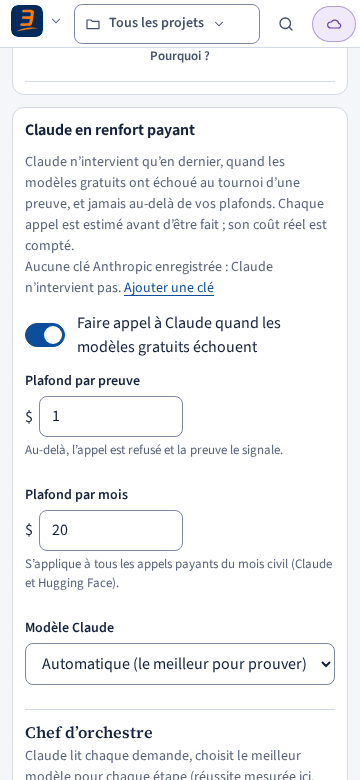 Tous les projets
Pourquoi ?
Claude en renfort payant
Claude n’intervient qu’en dernier, quand les
modèles gratuits ont échoué au tournoi d’une
preuve, et jamais au-delà de vos plafonds. Chaque
appel est estimé avant d’être fait ; son coût réel est
compté.
Aucune clé Anthropic enregistrée : Claude
n’intervient pas. Ajouter une clé
Faire appel à Claude quand les
modèles gratuits échouent
Plafond par preuve
$ 1
Au-delà, l’appel est refusé et la preuve le signale.
Plafond par mois
$ 20
S’applique à tous les appels payants du mois civil (Claude
et Hugging Face).
Modèle Claude
Automatique (le meilleur pour prouver)
Chef d’orchestre
Claude lit chaque demande, choisit le meilleur
modèle pour chaque étape (réussite mesurée ici,